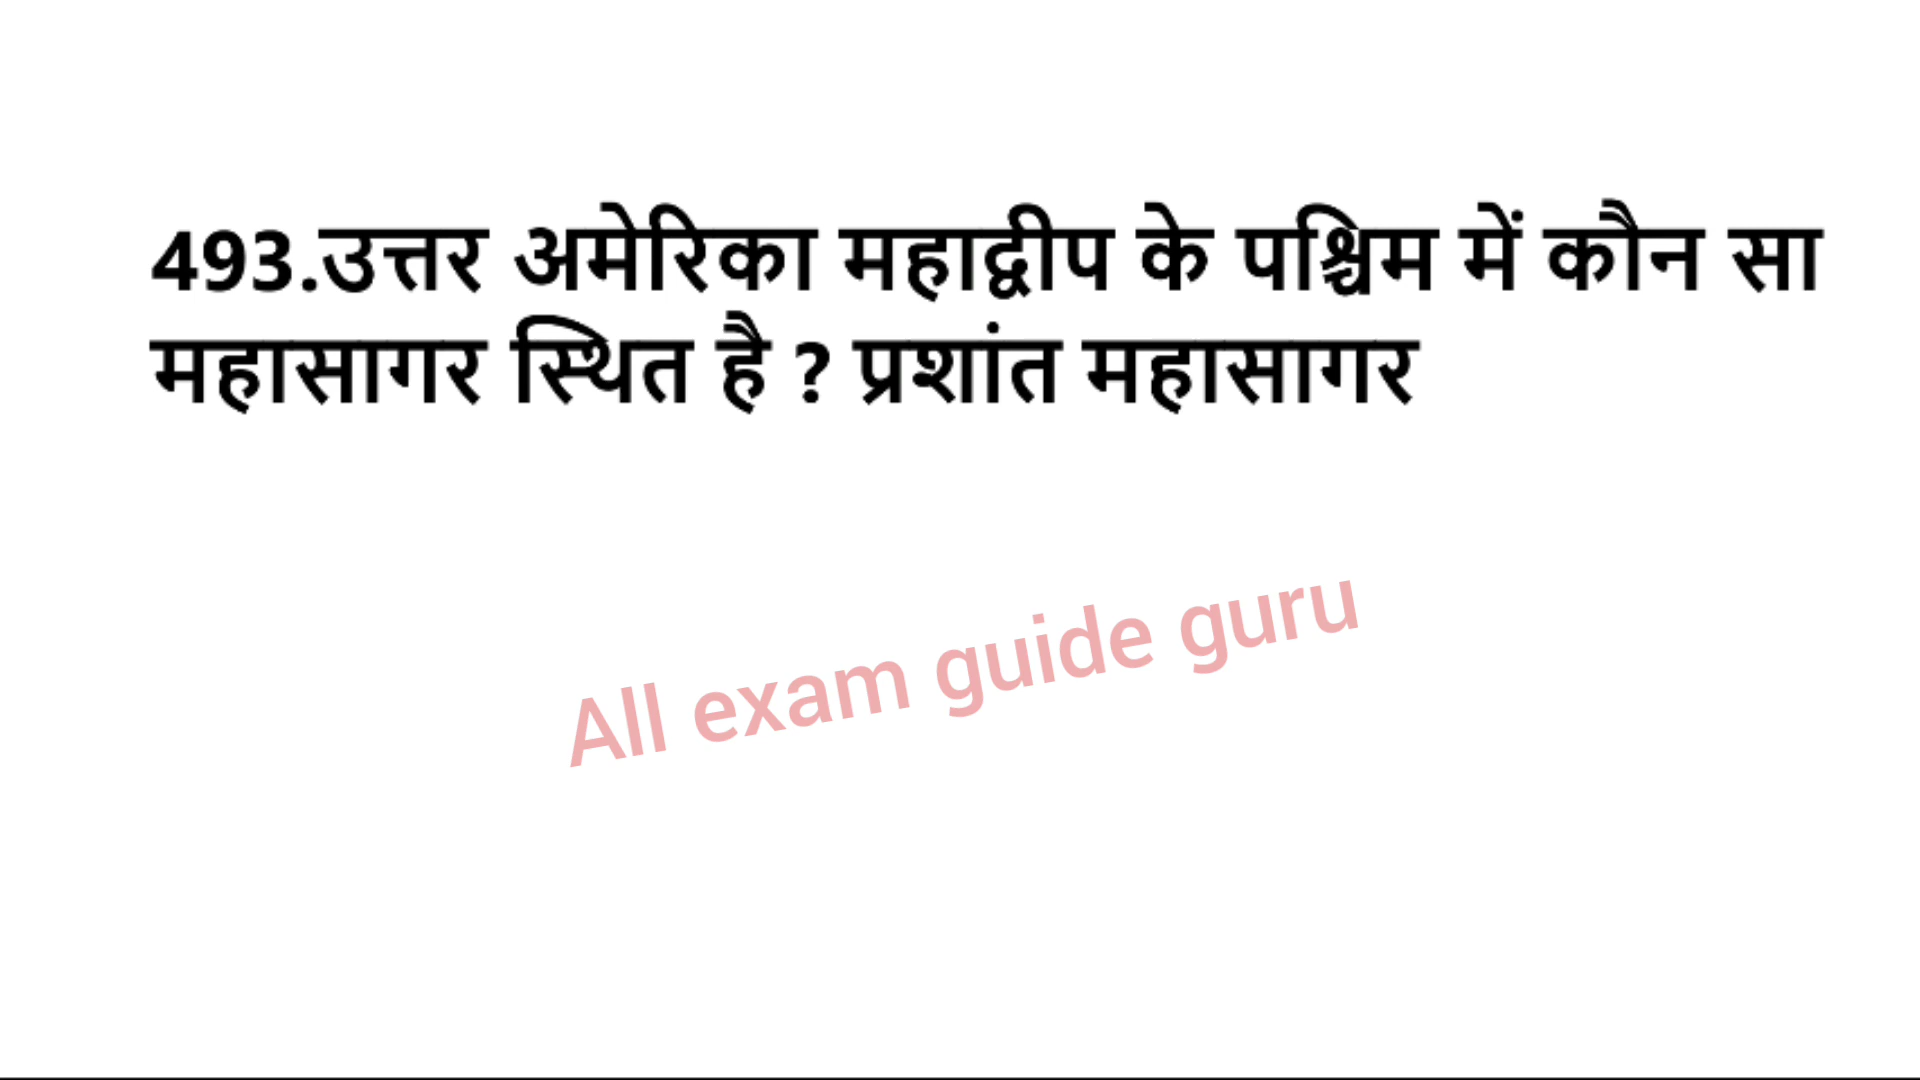 493.उत्तर अमेरिका महाद्वीप के पश्चिम में कौन सा
महासागर स्थित है ? प्रशांत महासागर
All exam guide guru